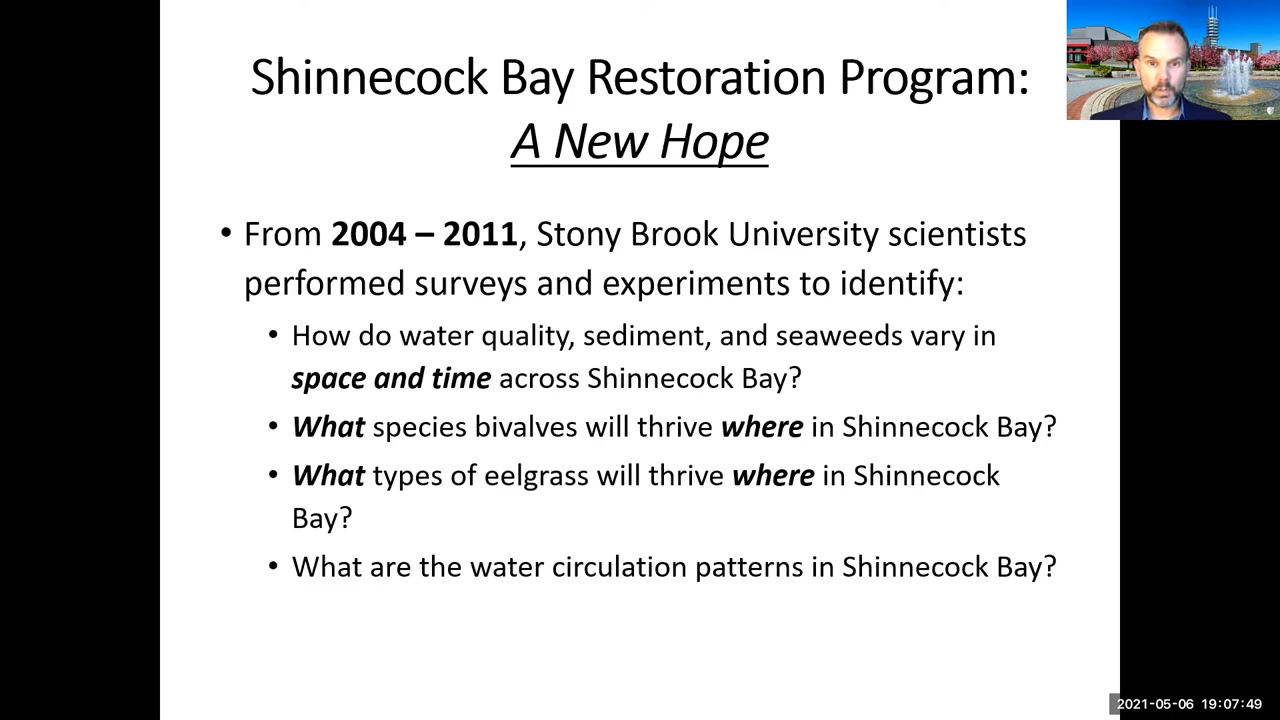 Shinnecock Bay Restoration Program:
A New Hope
• From 2004 – 2011, Stony Brook University scientists
performed surveys and experiments to identify:
• How do water quality, sediment, and seaweeds vary in
space and time across Shinnecock Bay?
• What species bivalves will thrive where in Shinnecock Bay?
• What types of eelgrass will thrive where in Shinnecock
Bay?
• What are the water circulation patterns in Shinnecock Bay?
2021-05-06 19:07:49